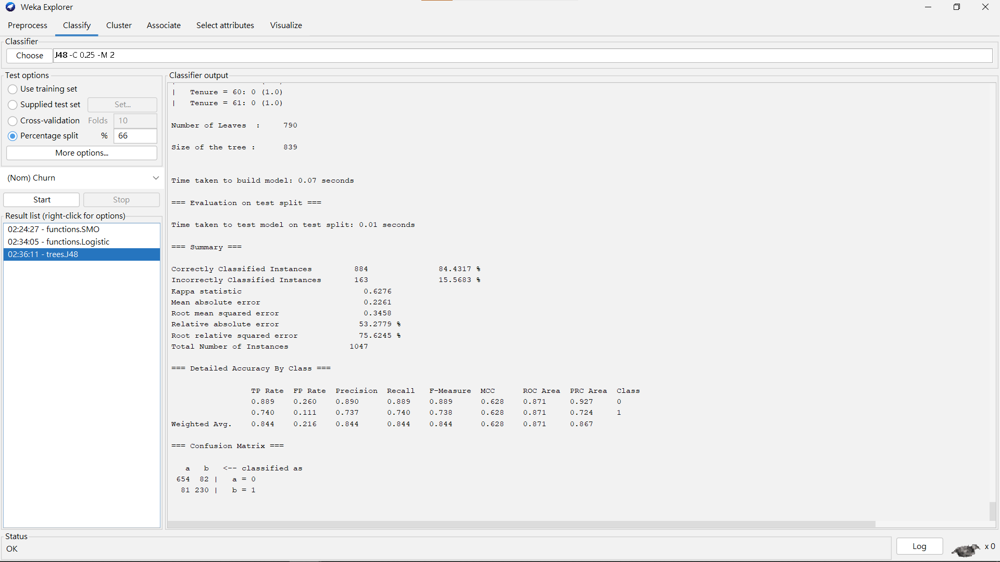 Weka Explorer
Preprocess Classify Cluster Associate Select attributes Visualize
Classifier
Choose J48 -C 0.25 -M 2
Test options
Use training set
Supplied test set Set...
Cross-validation Folds 10
Percentage split % 66
More options...
(Nom) Churn
Start Stop
Result list (right-click for options)
02:24:27 - functions.SMO
02:34:05 - functions.Logistic
02:36:11 - trees.J48
Classifier output
| Tenure = 60: 0 (1.0)
| Tenure = 61: 0 (1.0)
Number of Leaves : 790
Size of the tree : 839
Time taken to build model: 0.07 seconds
=== Evaluation on test split ===
Time taken to test model on test split: 0.01 seconds
=== Summary ===
Correctly Classified Instances 884 84.4317 %
Incorrectly Classified Instances 163 15.5683 %
Kappa statistic 0.6276
Mean absolute error 0.2261
Root mean squared error 0.3458
Relative absolute error 53.2779 %
Root relative squared error 75.6245 %
Total Number of Instances 1047
=== Detailed Accuracy By Class ===
TP Rate FP Rate Precision Recall F-Measure MCC ROC Area PRC Area Class
0.889 0.260 0.890 0.889 0.889 0.628 0.871 0.927 0
0.740 0.111 0.737 0.740 0.738 0.628 0.871 0.724 1
Weighted Avg. 0.844 0.216 0.844 0.844 0.844 0.628 0.871 0.867
=== Confusion Matrix ===
a b <-- classified as
654 82 | a = 0
81 230 | b = 1
Status
OK
Log
x 0